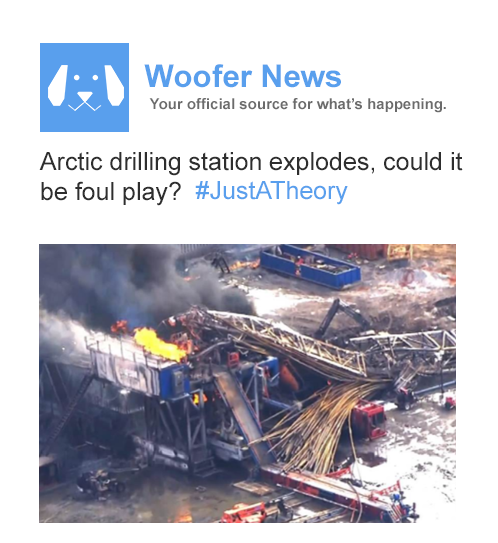 Woofer News
Your official source for what's happening.
Arctic drilling station explodes, could it
be foul play? #JustATheory